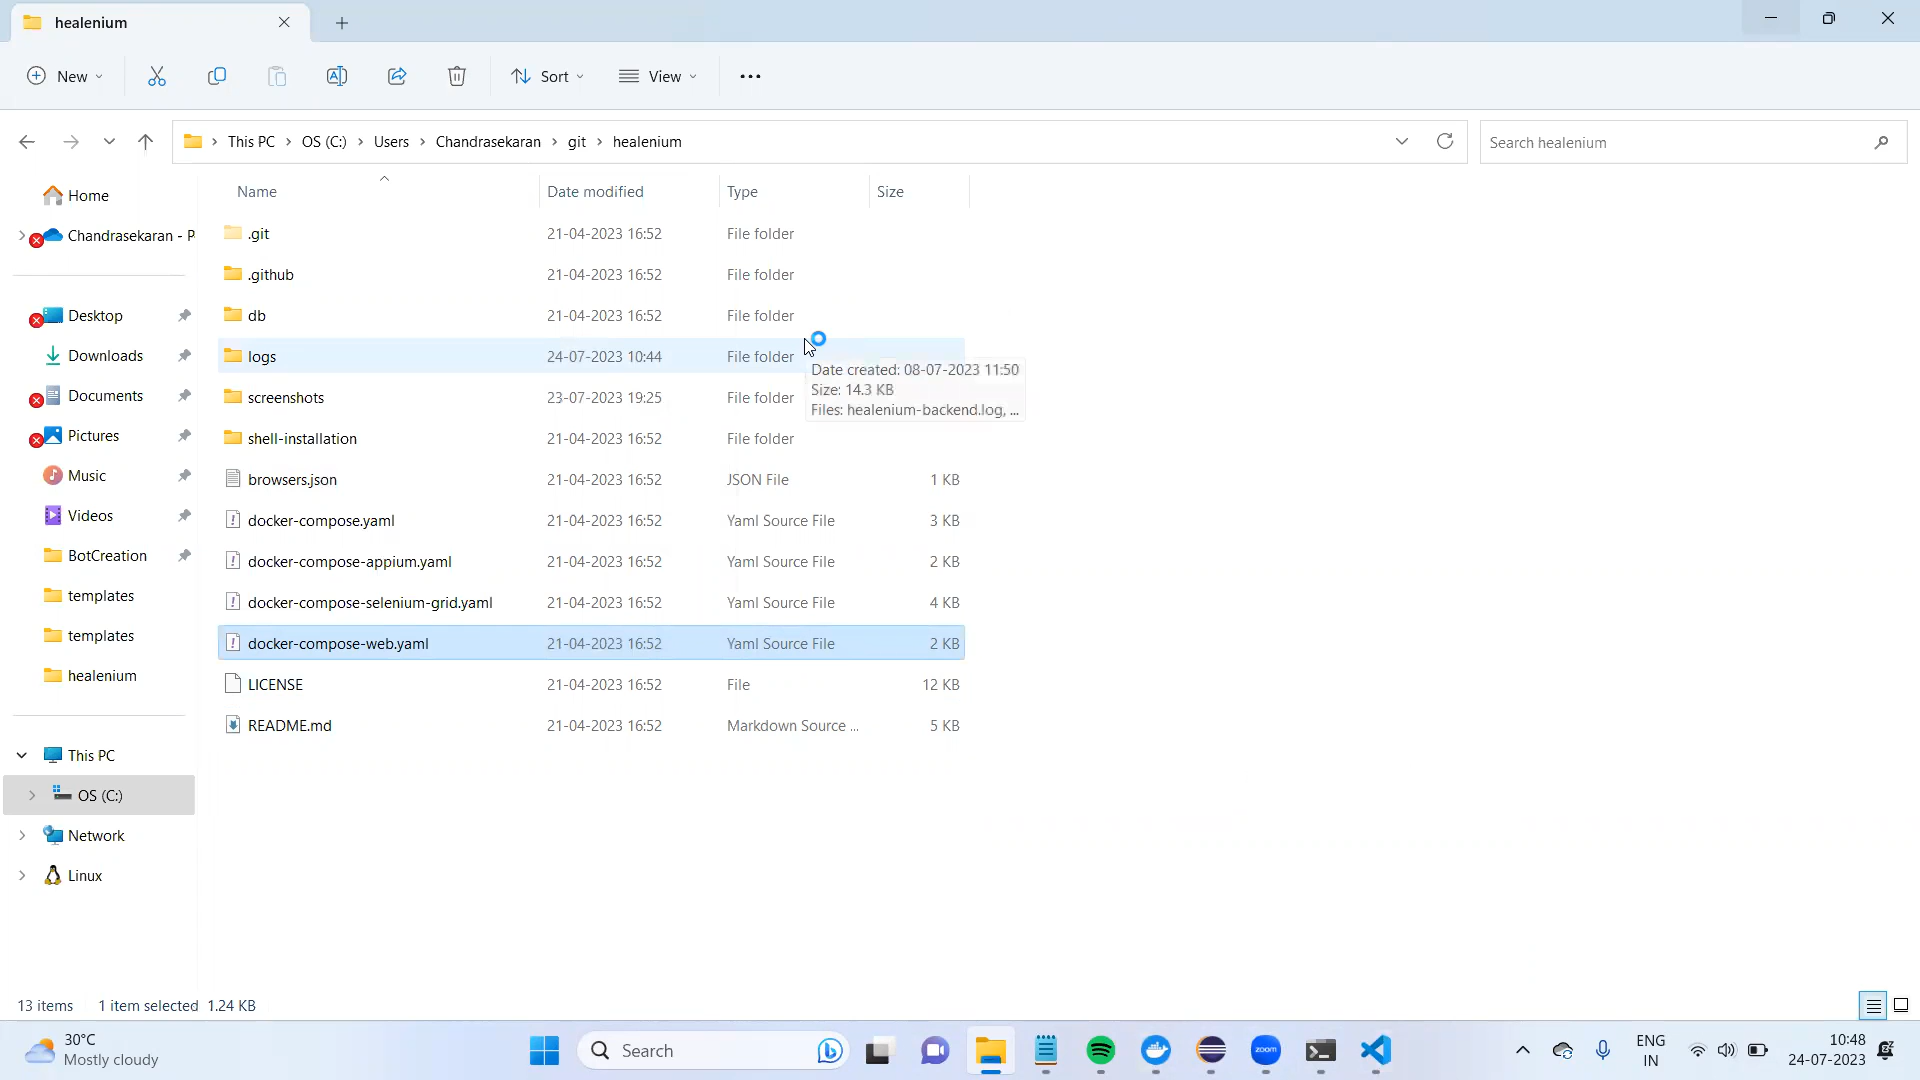 healenium
New
Sort
View
This PC
OS (C:)
Users
Chandrasekaran
git
healenium
Search healenium
Name
Date modified
Type
Size
Home
Chandrasekaran - P
Desktop
Downloads
Documents
Pictures
Music
Videos
BotCreation
templates
templates
healenium
This PC
OS (C:)
Network
Linux
.git 21-04-2023 16:52 File folder
.github 21-04-2023 16:52 File folder
db 21-04-2023 16:52 File folder
logs 24-07-2023 10:44 File folder
screenshots 23-07-2023 19:25 File folder
shell-installation 21-04-2023 16:52 File folder
browsers.json 21-04-2023 16:52 JSON File 1 KB
docker-compose.yaml 21-04-2023 16:52 Yaml Source File 3 KB
docker-compose-appium.yaml 21-04-2023 16:52 Yaml Source File 2 KB
docker-compose-selenium-grid.yaml 21-04-2023 16:52 Yaml Source File 4 KB
docker-compose-web.yaml 21-04-2023 16:52 Yaml Source File 2 KB
LICENSE 21-04-2023 16:52 File 12 KB
README.md 21-04-2023 16:52 Markdown Source ... 5 KB
Date created: 08-07-2023 11:50
Size: 14.3 KB
Files: healenium-backend.log, ...
13 items 1 item selected 1.24 KB
30°C
Mostly cloudy
Search
zoom
ENG
IN
10:48
24-07-2023